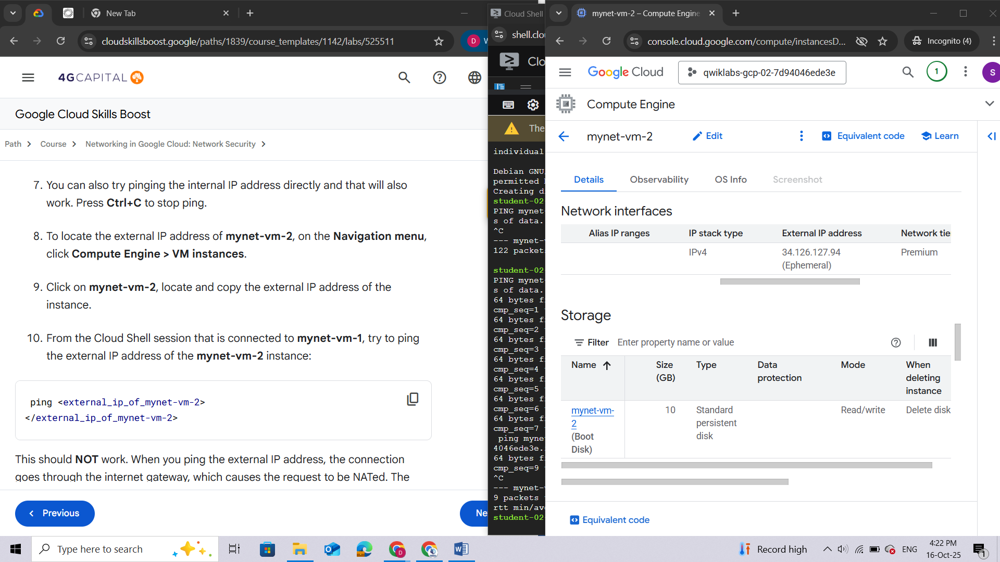 New Tab
cloudskillsboost.google/paths/1839/course_templates/1142/labs/525511
D
4GCAPITAL
Google Cloud Skills Boost
Path > Course > Networking in Google Cloud: Network Security >
7. You can also try pinging the internal IP address directly and that will also
work. Press Ctrl+C to stop ping.
8. To locate the external IP address of mynet-vm-2, on the Navigation menu,
click Compute Engine > VM instances.
9. Click on mynet-vm-2, locate and copy the external IP address of the
instance.
10. From the Cloud Shell session that is connected to mynet-vm-1, try to ping
the external IP address of the mynet-vm-2 instance:
ping <external_ip_of_mynet-vm-2>
</external_ip_of_mynet-vm-2>
This should NOT work. When you ping the external IP address, the connection
goes through the internet gateway, which causes the request to be NATed. The
Previous
Ne
Cloud Shell
shell.clo
Clo
The
individual
Debian GNU
permitted
Creating d
student-02
PING mynet-
s of data.
^C
--- mynet-
122 packet
student-02
PING mynet-
s of data.
64 bytes f
cmp_seq=1
64 bytes f
cmp_seq=2
64 bytes f
cmp_seq=3
64 bytes f
cmp_seq=4
64 bytes f
cmp_seq=5
64 bytes f
cmp_seq=6
64 bytes f
cmp_seq=7
ping myne
4046ede3e.
64 bytes f
cmp_seq=9
^C
--- mynet-
9 packets
rtt min/av
student-02
mynet-vm-2 – Compute Engine
console.cloud.google.com/compute/instancesD...
Incognito (4)
Google Cloud
qwiklabs-gcp-02-7d94046ede3e
1
S
Compute Engine
mynet-vm-2
Edit
Equivalent code
Learn
Details
Observability
OS Info
Screenshot
Network interfaces
Alias IP ranges IP stack type External IP address Network tie
IPv4 34.126.127.94 Premium
(Ephemeral)
Storage
Filter Enter property name or value
Name Size Type Data Mode When
(GB) protection deleting
instance
mynet-vm- 10 Standard Read/write Delete disk
2 persistent
(Boot disk
Disk)
Equivalent code
Type here to search
Record high
ENG
4:22 PM
16-Oct-25
1